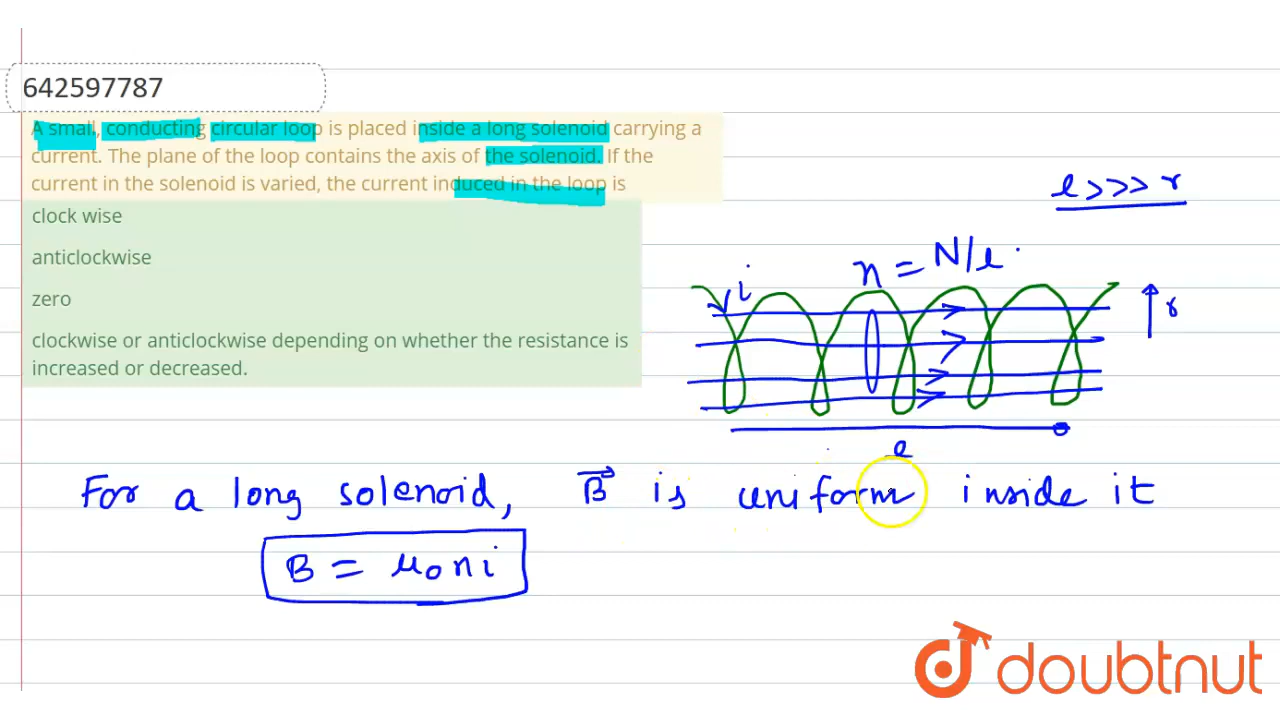 642597787
A small, conducting circular loop is placed inside a long solenoid carrying a
current. The plane of the loop contains the axis of the solenoid. If the
current in the solenoid is varied, the current induced in the loop is
clock wise
anticlockwise
zero
clockwise or anticlockwise depending on whether the resistance is
increased or decreased.
l >>> r
n = N/l
i
r
l
For a long solenoid, B⃗ is uniform inside it
B = μ₀ni
doubtnut